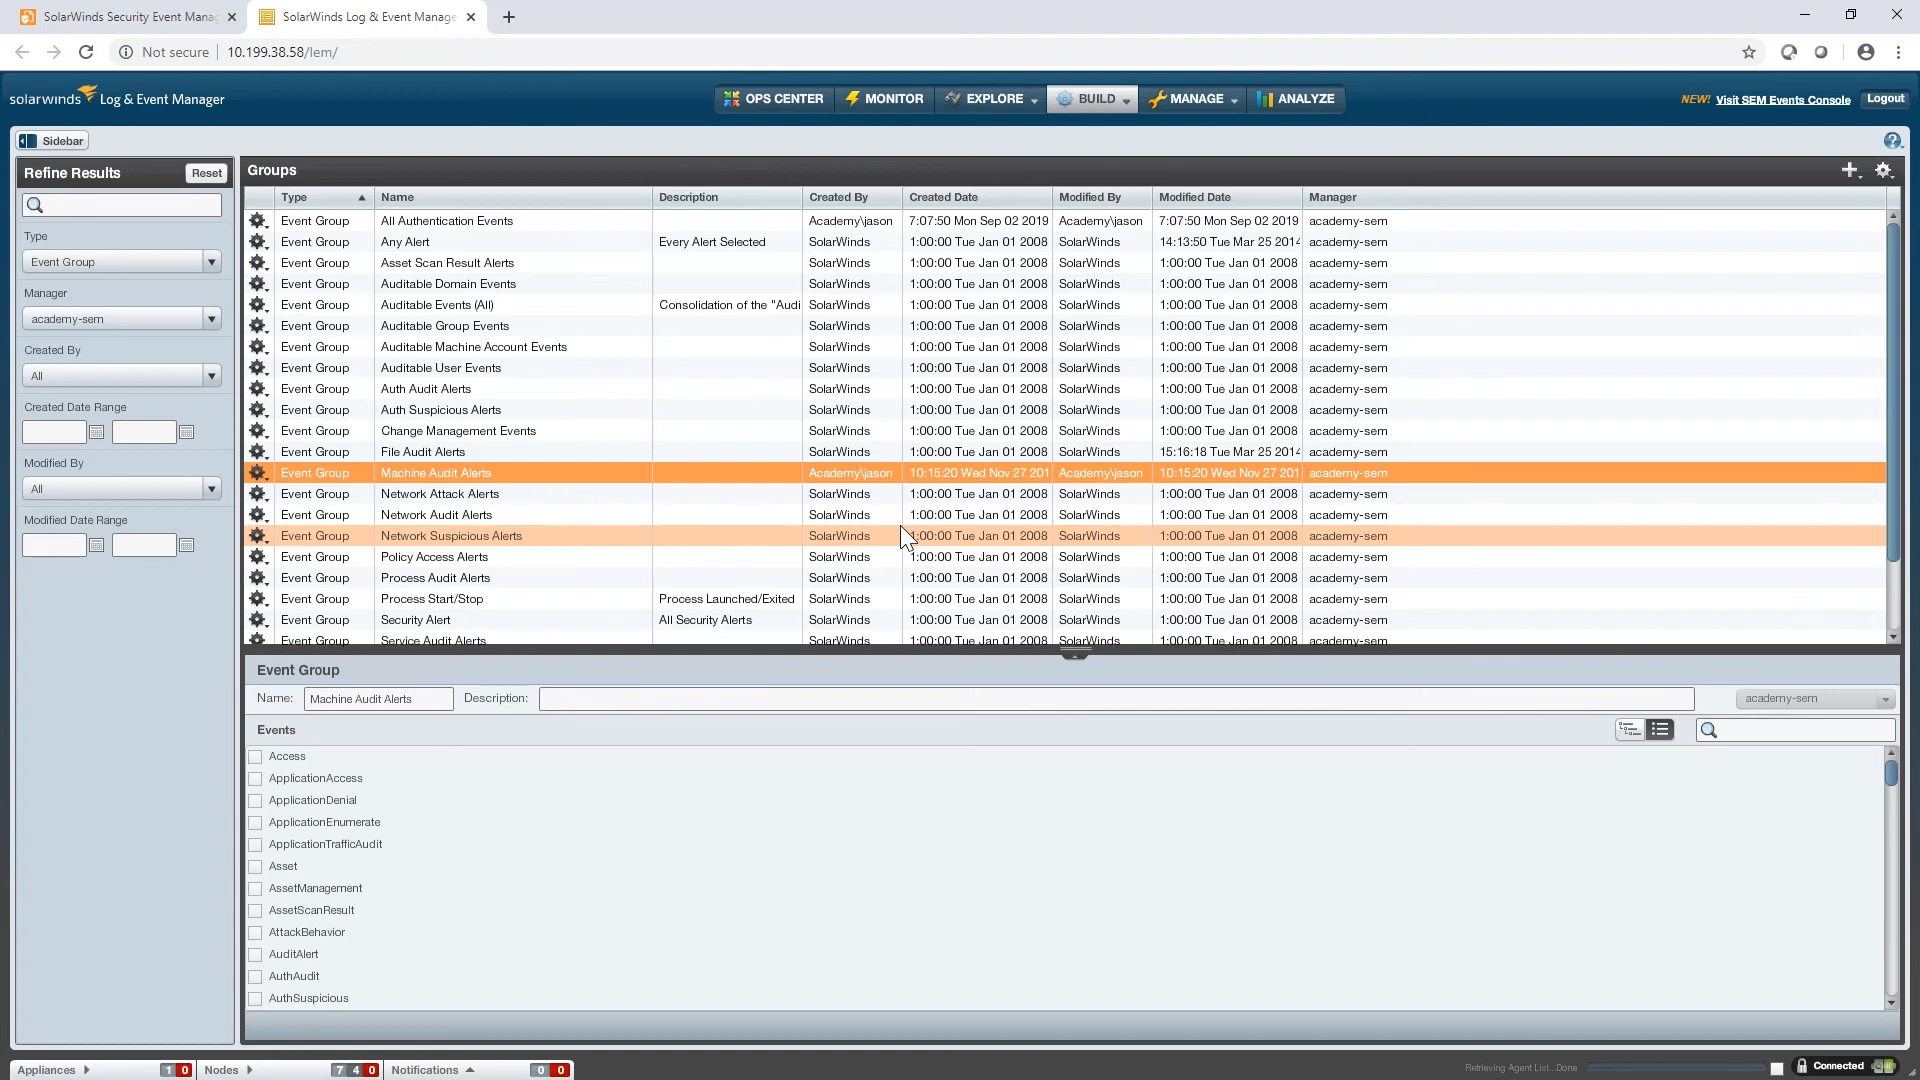 SolarWinds Security Event Mana
SolarWinds Log & Event Manage
Not secure 10.199.38.58/lem/
solarwinds Log & Event Manager
OPS CENTER MONITOR EXPLORE BUILD MANAGE ANALYZE
NEW! Visit SEM Events Console Logout
Sidebar
Refine Results Reset
Type
Event Group
Manager
academy-sem
Created By
All
Created Date Range
Modified By
All
Modified Date Range
Groups
Type Name Description Created By Created Date Modified By Modified Date Manager
Event Group All Authentication Events Academy\jason 7:07:50 Mon Sep 02 2019 Academy\jason 7:07:50 Mon Sep 02 2019 academy-sem
Event Group Any Alert Every Alert Selected SolarWinds 1:00:00 Tue Jan 01 2008 SolarWinds 14:13:50 Tue Mar 25 2014 academy-sem
Event Group Asset Scan Result Alerts SolarWinds 1:00:00 Tue Jan 01 2008 SolarWinds 1:00:00 Tue Jan 01 2008 academy-sem
Event Group Auditable Domain Events SolarWinds 1:00:00 Tue Jan 01 2008 SolarWinds 1:00:00 Tue Jan 01 2008 academy-sem
Event Group Auditable Events (All) Consolidation of the "Audi SolarWinds 1:00:00 Tue Jan 01 2008 SolarWinds 1:00:00 Tue Jan 01 2008 academy-sem
Event Group Auditable Group Events SolarWinds 1:00:00 Tue Jan 01 2008 SolarWinds 1:00:00 Tue Jan 01 2008 academy-sem
Event Group Auditable Machine Account Events SolarWinds 1:00:00 Tue Jan 01 2008 SolarWinds 1:00:00 Tue Jan 01 2008 academy-sem
Event Group Auditable User Events SolarWinds 1:00:00 Tue Jan 01 2008 SolarWinds 1:00:00 Tue Jan 01 2008 academy-sem
Event Group Auth Audit Alerts SolarWinds 1:00:00 Tue Jan 01 2008 SolarWinds 1:00:00 Tue Jan 01 2008 academy-sem
Event Group Auth Suspicious Alerts SolarWinds 1:00:00 Tue Jan 01 2008 SolarWinds 1:00:00 Tue Jan 01 2008 academy-sem
Event Group Change Management Events SolarWinds 1:00:00 Tue Jan 01 2008 SolarWinds 1:00:00 Tue Jan 01 2008 academy-sem
Event Group File Audit Alerts SolarWinds 1:00:00 Tue Jan 01 2008 SolarWinds 15:16:18 Tue Mar 25 2014 academy-sem
Event Group Machine Audit Alerts Academy\jason 10:15:20 Wed Nov 27 201 Academy\jason 10:15:20 Wed Nov 27 201 academy-sem
Event Group Network Attack Alerts SolarWinds 1:00:00 Tue Jan 01 2008 SolarWinds 1:00:00 Tue Jan 01 2008 academy-sem
Event Group Network Audit Alerts SolarWinds 1:00:00 Tue Jan 01 2008 SolarWinds 1:00:00 Tue Jan 01 2008 academy-sem
Event Group Network Suspicious Alerts SolarWinds 1:00:00 Tue Jan 01 2008 SolarWinds 1:00:00 Tue Jan 01 2008 academy-sem
Event Group Policy Access Alerts SolarWinds 1:00:00 Tue Jan 01 2008 SolarWinds 1:00:00 Tue Jan 01 2008 academy-sem
Event Group Process Audit Alerts SolarWinds 1:00:00 Tue Jan 01 2008 SolarWinds 1:00:00 Tue Jan 01 2008 academy-sem
Event Group Process Start/Stop Process Launched/Exited SolarWinds 1:00:00 Tue Jan 01 2008 SolarWinds 1:00:00 Tue Jan 01 2008 academy-sem
Event Group Security Alert All Security Alerts SolarWinds 1:00:00 Tue Jan 01 2008 SolarWinds 1:00:00 Tue Jan 01 2008 academy-sem
Event Group Service Audit Alerts SolarWinds 1:00:00 Tue Jan 01 2008 SolarWinds 1:00:00 Tue Jan 01 2008 academy-sem
Event Group
Name: Machine Audit Alerts Description: academy-sem
Events
Access
ApplicationAccess
ApplicationDenial
ApplicationEnumerate
ApplicationTrafficAudit
Asset
AssetManagement
AssetScanResult
AttackBehavior
AuditAlert
AuthAudit
AuthSuspicious
Appliances 1 0 Nodes 7 4 0 Notifications 0 0 Retrieving Agent List...Done Connected